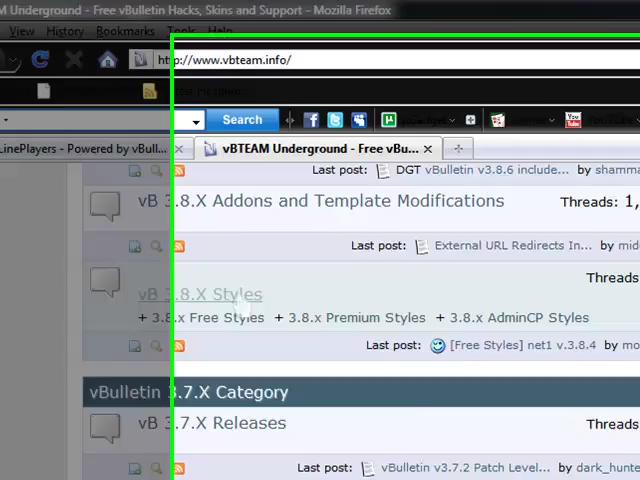 M Underground - Free vBulletin Hacks, Skins and Support - Mozilla Firefox
View History Bookmarks Tools Help
http://www.vbteam.info/
Search
LinePlayers - Powered by vBull... vBTEAM Underground - Free vBu...
Last post: DGT vBulletin v3.8.6 include... by shamma
vB 3.8.X Addons and Template Modifications Threads: 1,
Last post: External URL Redirects In... by mid
vB 3.8.X Styles Threads
+ 3.8.x Free Styles + 3.8.x Premium Styles + 3.8.x AdminCP Styles
Last post: [Free Styles] net1 v.3.8.4 by mo
vBulletin 3.7.X Category
vB 3.7.X Releases Threads
Last post: vBulletin v3.7.2 Patch Level... by dark_hunte